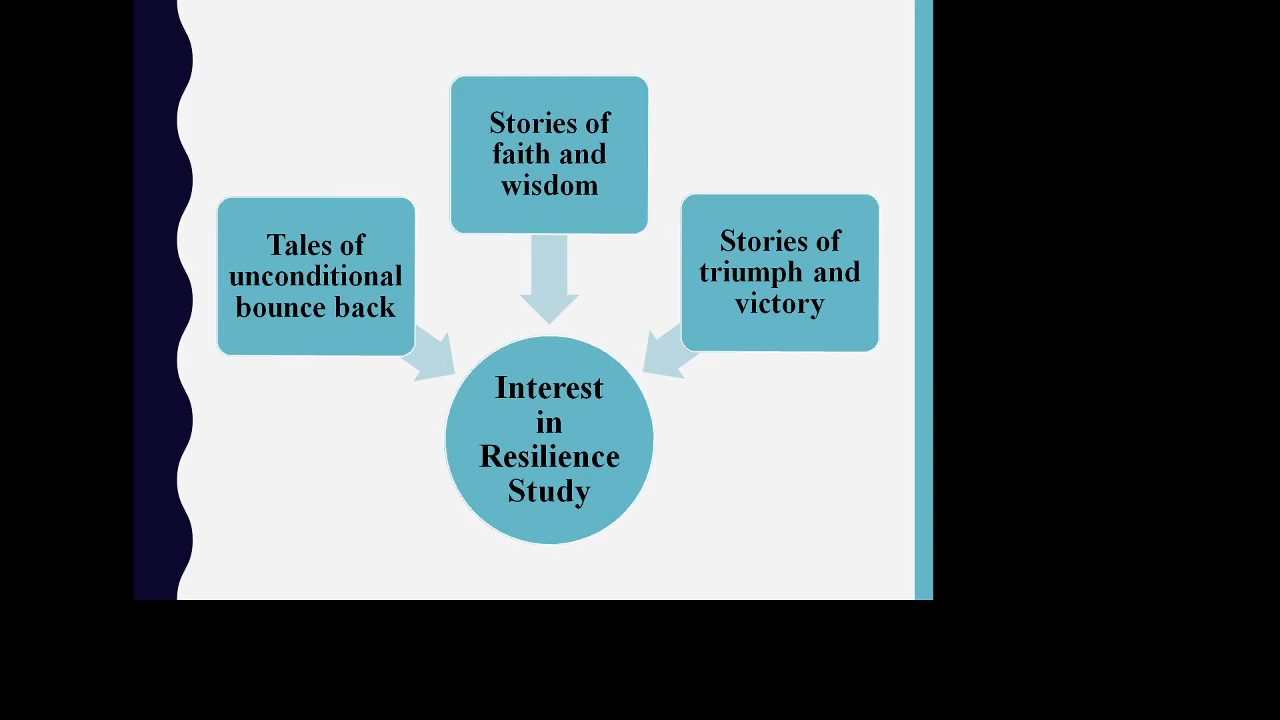 Stories of
faith and
wisdom
Tales of
unconditional
bounce back
Stories of
triumph and
victory
Interest
in
Resilience
Study